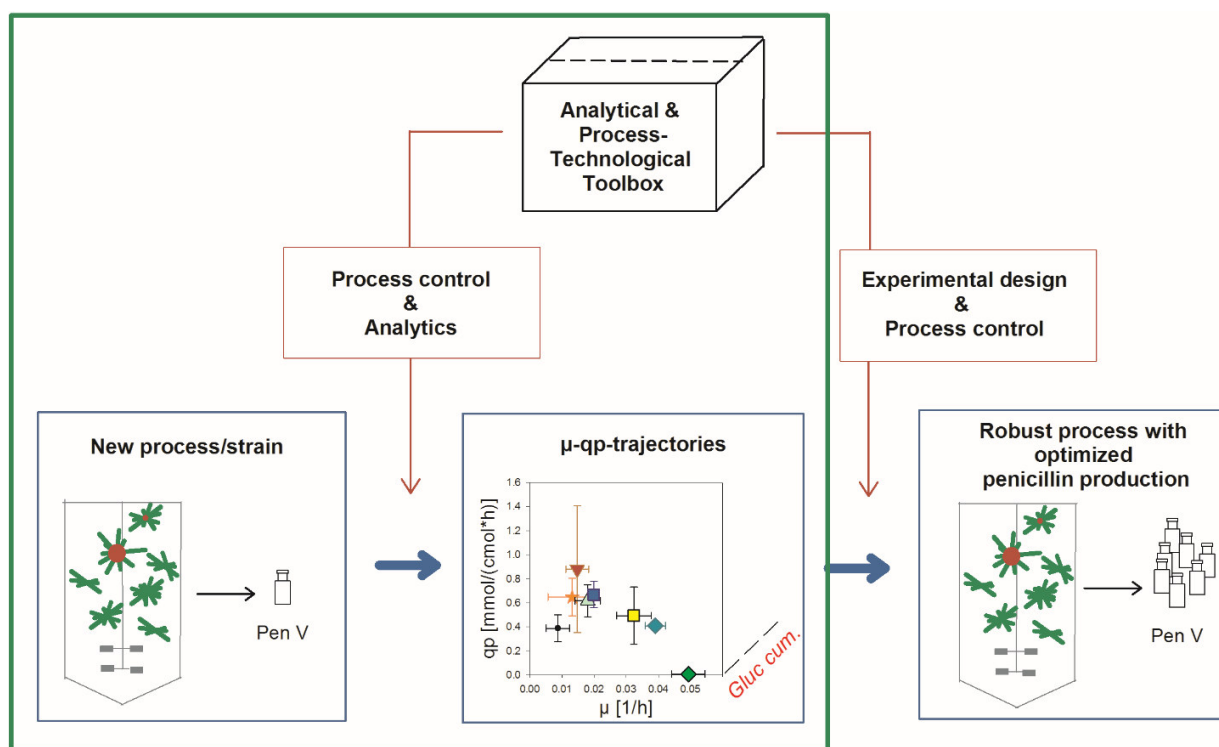 Analytical &
Process-
Technological
Toolbox
Process control
&
Analytics
Experimental design
&
Process control
New process/strain
Pen V
µ-qp-trajectories
qp [mmol/(cmol*h)]
1.6
1.4
1.2
1.0
0.8
0.6
0.4
0.2
0.0
0.00 0.01 0.02 0.03 0.04 0.05
µ [1/h]
Gluc cum.
Robust process with
optimized
penicillin production
Pen V